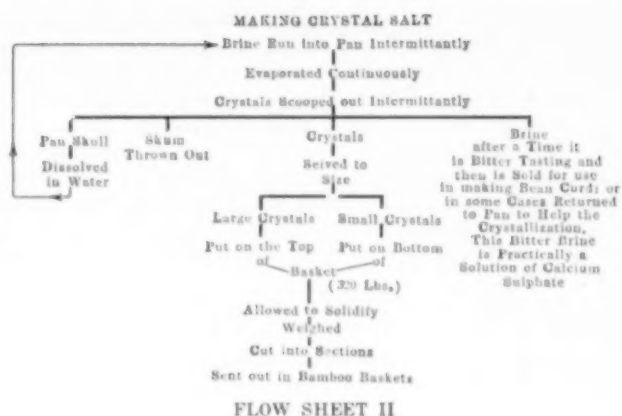 MAKING CRYSTAL SALT
Brine Run into Pan Intermittantly
Evaporated Continuously
Crystals Scooped out Intermittantly
Pan Skull
Dissolved
in Water
Skum
Thrown Out
Crystals
Seived to
Size
Large Crystals
Small Crystals
Put on the Top
of
Put on Bottom
of
Basket
(320 Lbs.)
Allowed to Solidify
Weighed
Cut into Sections
Sent out in Bamboo Baskets
Brine
after a Time it
is Bitter Tasting and
then is Sold for use
in making Bean Curd; or
in some Cases Returned
to Pan to Help the
Crystallization.
This Bitter Brine
is Practically a
Solution of Calcium
Sulphate
FLOW SHEET II